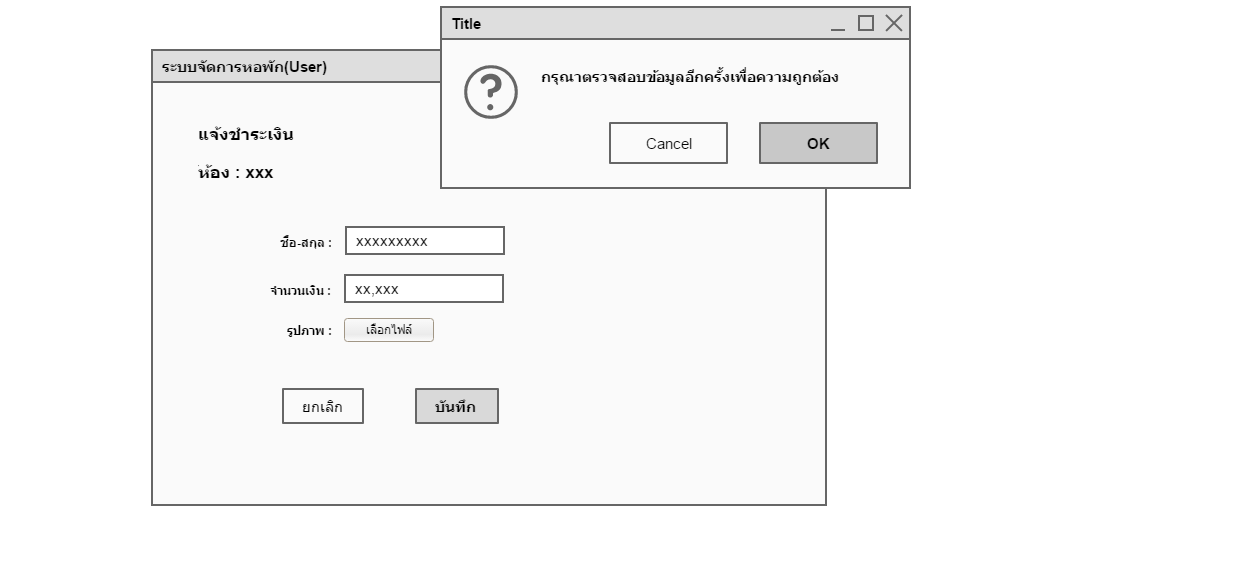 Title
กรุณาตรวจสอบข้อมูลอีกครั้งเพื่อความถูกต้อง
Cancel
OK
ระบบจัดการหอพัก(User)
แจ้งชำระเงิน
ห้อง : xxx
ชื่อ-สกุล :
xxxxxxxxx
จำนวนเงิน :
xx,xxx
รูปภาพ :
เลือกไฟล์
ยกเลิก
บันทึก